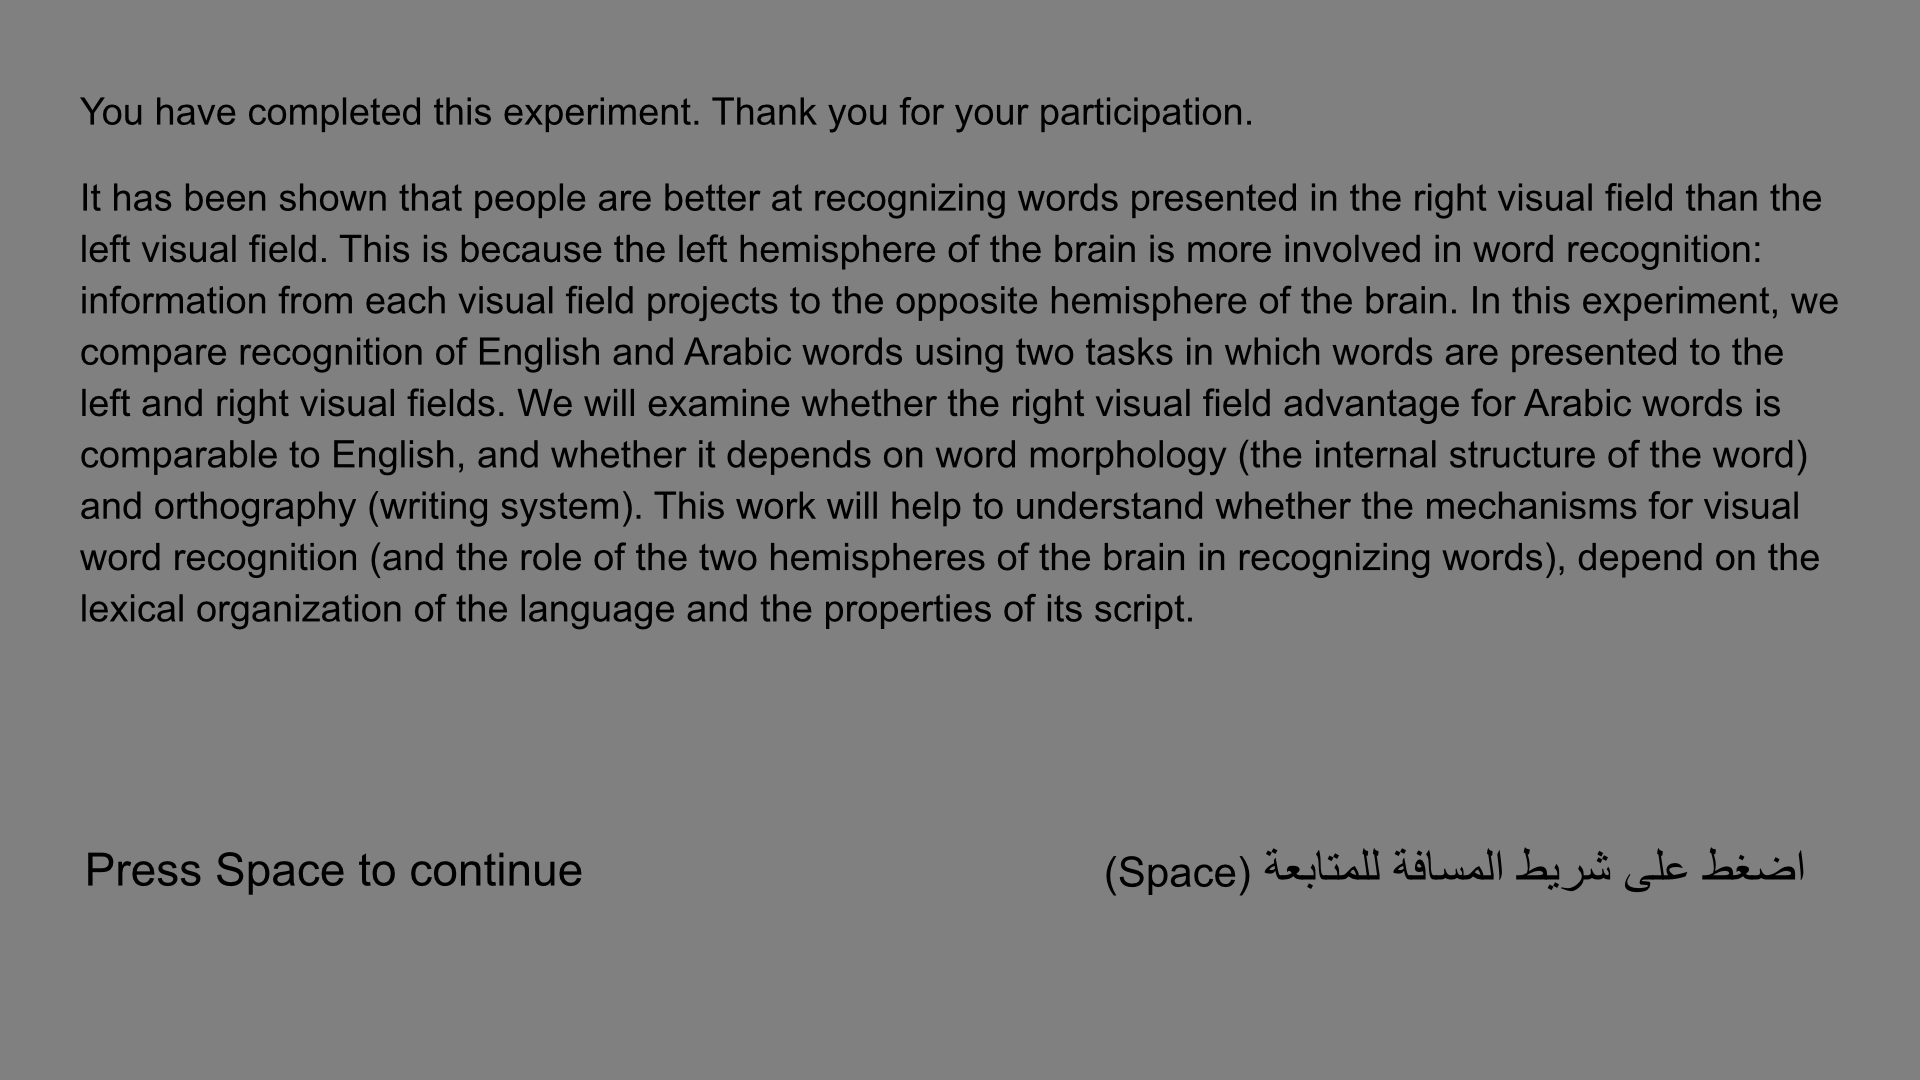 You have completed this experiment. Thank you for your participation.
It has been shown that people are better at recognizing words presented in the right visual field than the
left visual field. This is because the left hemisphere of the brain is more involved in word recognition:
information from each visual field projects to the opposite hemisphere of the brain. In this experiment, we
compare recognition of English and Arabic words using two tasks in which words are presented to the
left and right visual fields. We will examine whether the right visual field advantage for Arabic words is
comparable to English, and whether it depends on word morphology (the internal structure of the word)
and orthography (writing system). This work will help to understand whether the mechanisms for visual
word recognition (and the role of the two hemispheres of the brain in recognizing words), depend on the
lexical organization of the language and the properties of its script.
Press Space to continue
اضغط على شريط المسافة للمتابعة (Space)